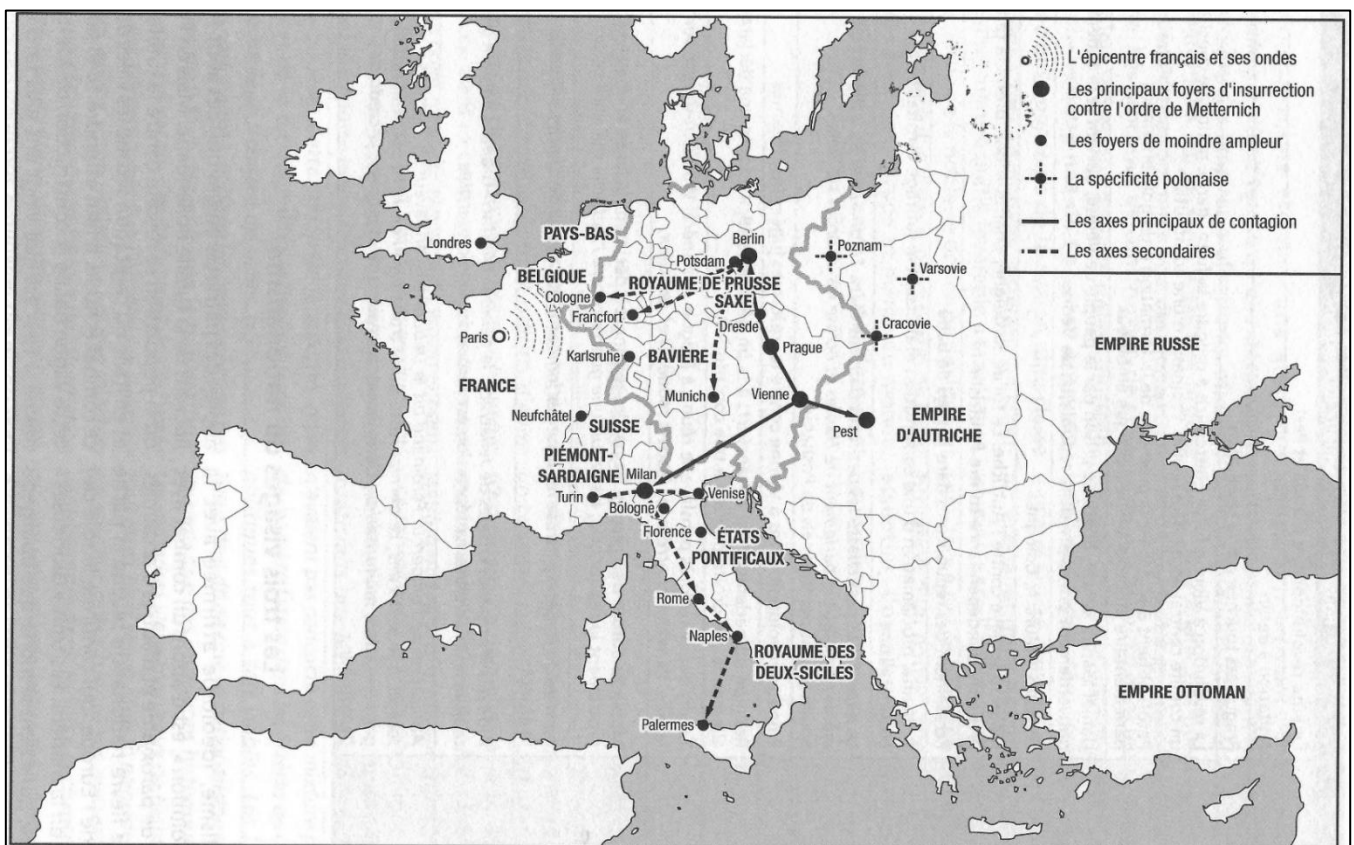 L'épicentre français et ses ondes
Les principaux foyers d'insurrection
contre l'ordre de Metternich
Les foyers de moindre ampleur
La spécificité polonaise
Les axes principaux de contagion
Les axes secondaires
Londres
PAYS-BAS
BELGIQUE
Berlin
Potsdam
Poznam
Varsovie
Cologne
ROYAUME DE PRUSSE
SAXE
Francfort
Dresde
Cracovie
Paris
Karlsruhe
BAVIÈRE
Prague
EMPIRE RUSSE
FRANCE
Munich
Vienne
Neufchâtel
SUISSE
Pest
EMPIRE
D'AUTRICHE
PIÉMONT-
SARDAIGNE
Milan
Turin
Venise
Bologne
Florence
ÉTATS
PONTIFICAUX
Rome
Naples
ROYAUME DES
DEUX-SICILES
EMPIRE OTTOMAN
Palermes